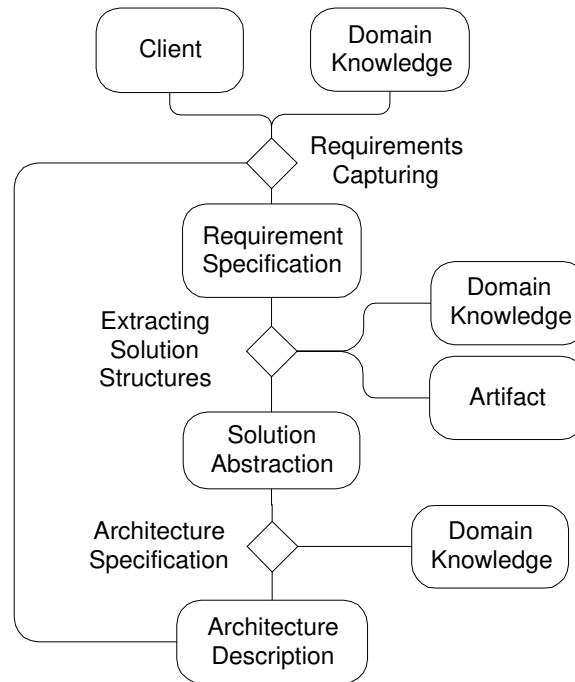 Client
Domain
Knowledge
Requirements
Capturing
Requirement
Specification
Domain
Knowledge
Extracting
Solution
Structures
Artifact
Solution
Abstraction
Architecture
Specification
Domain
Knowledge
Architecture
Description